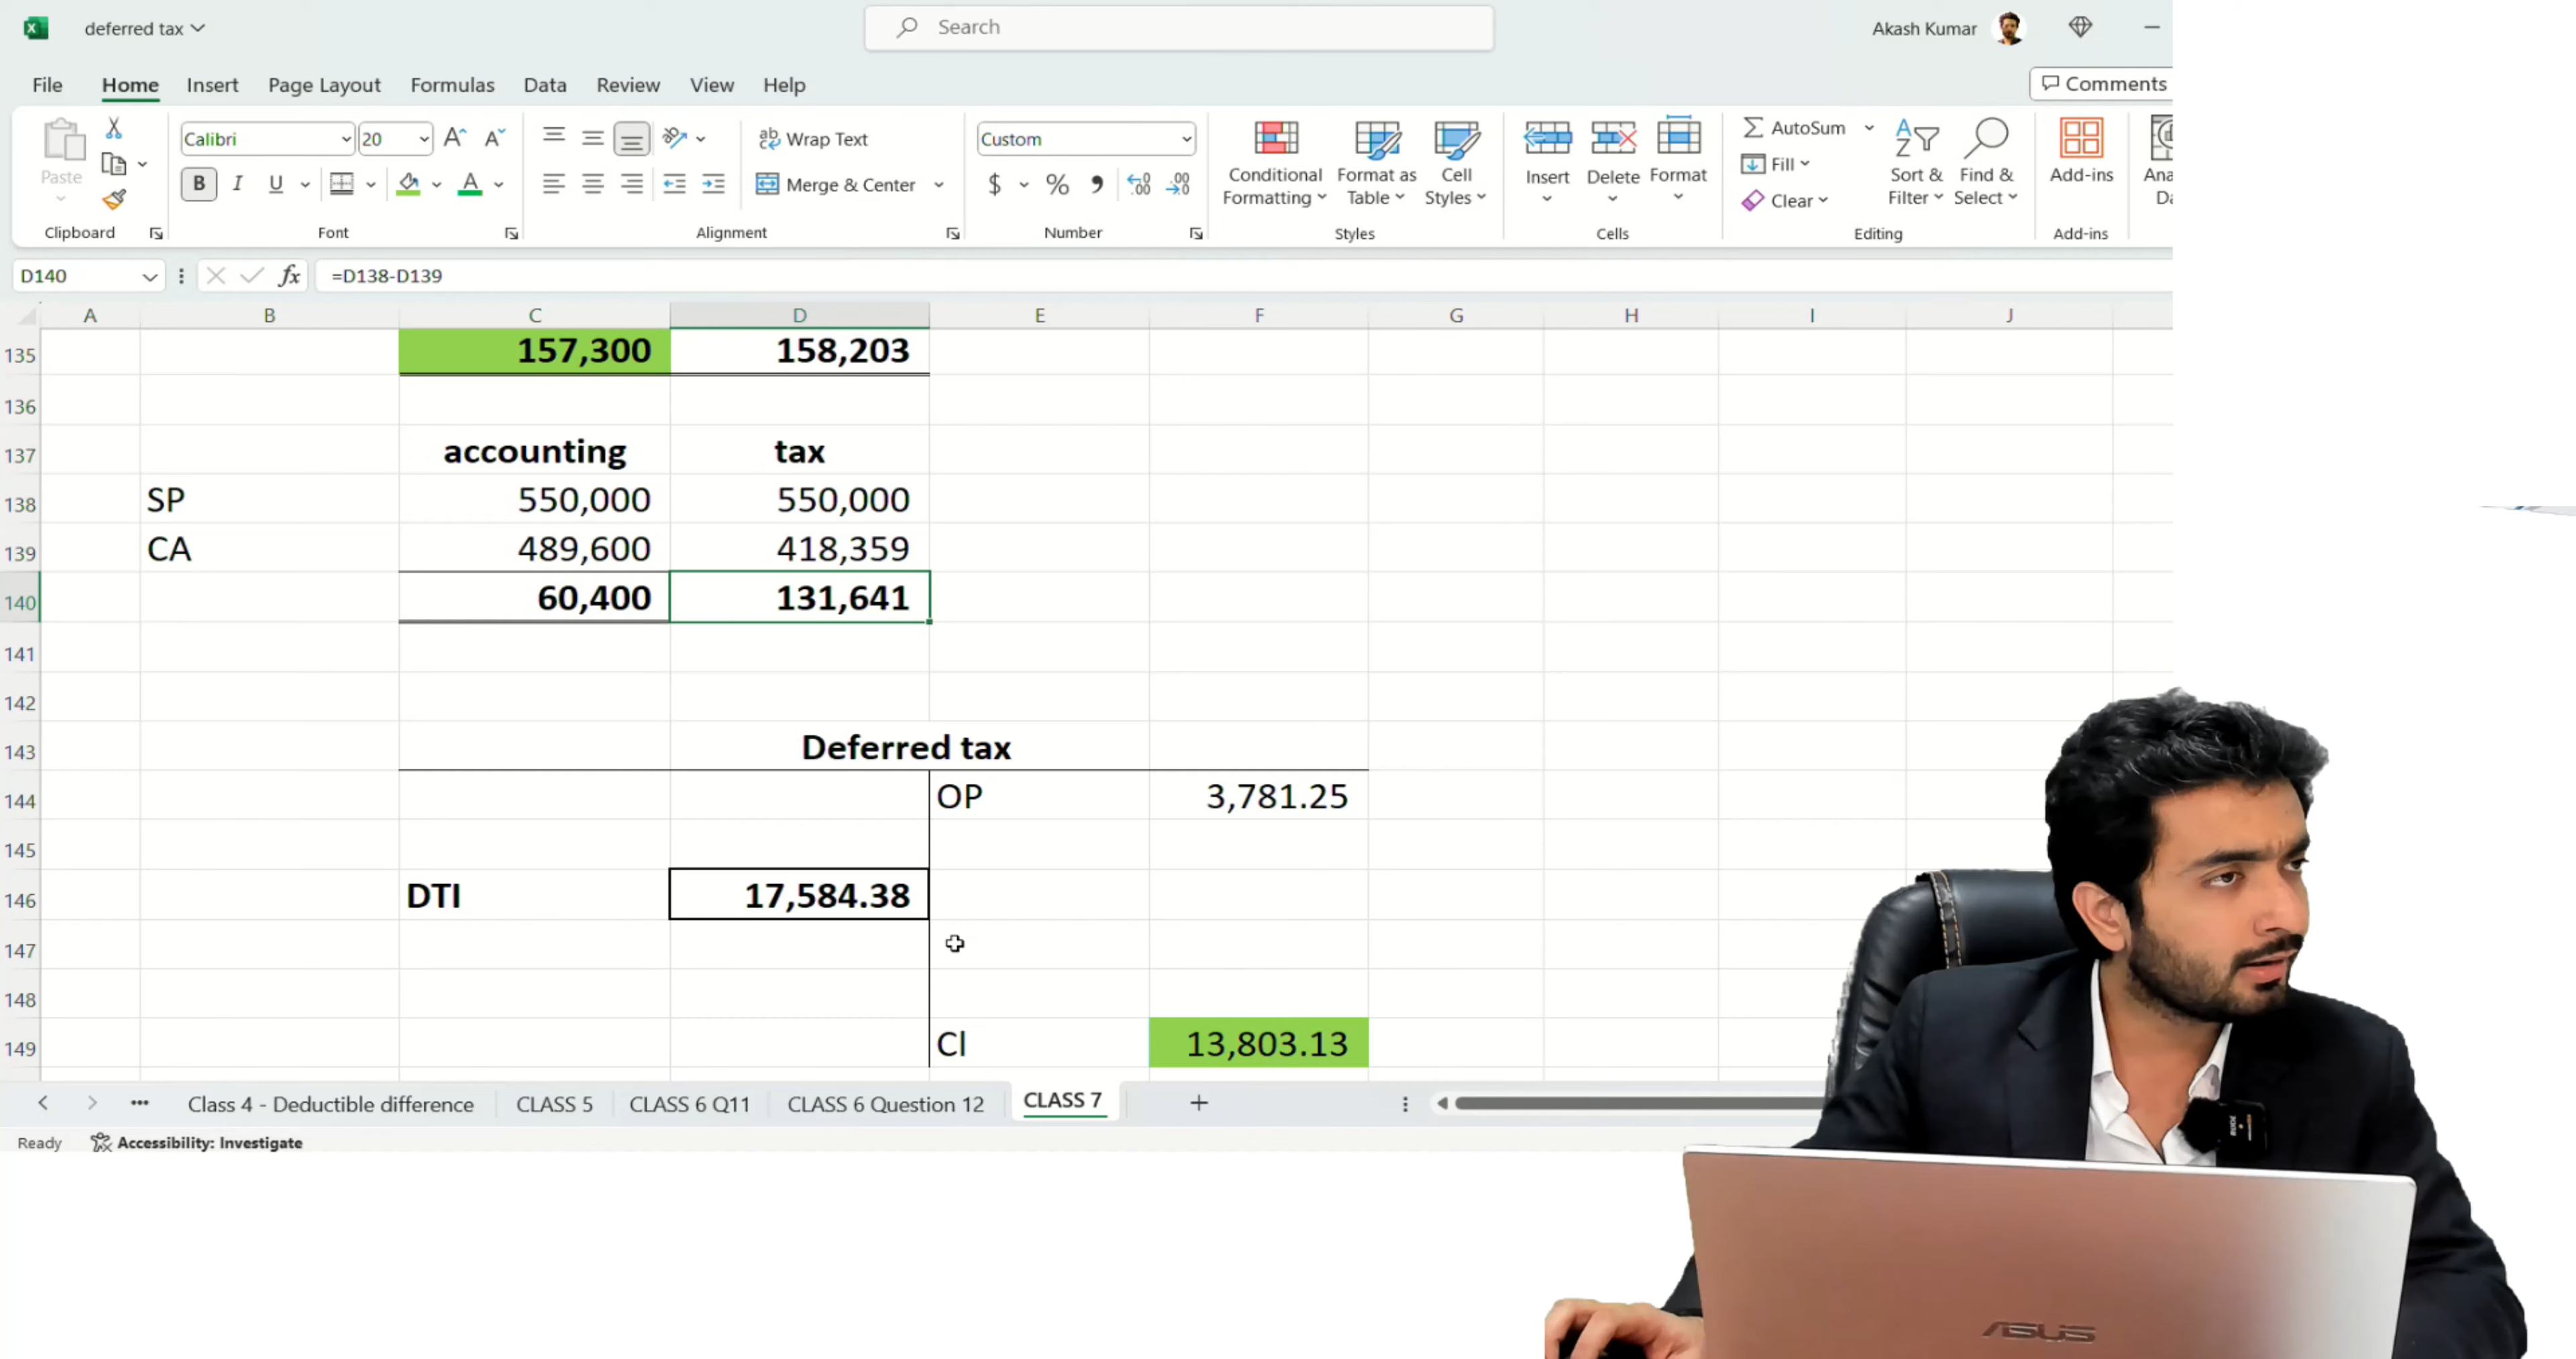 deferred tax
Search
Akash Kumar
File Home Insert Page Layout Formulas Data Review View Help
Comments
Paste
Calibri 20
B I U
Wrap Text
Merge & Center
Custom
$ % ,
Conditional Formatting
Format as Table
Cell Styles
Insert Delete Format
AutoSum
Fill
Clear
Sort & Filter
Find & Select
Add-ins
Clipboard Font Alignment Number Styles Cells Editing Add-ins
D140 fx =D138-D139
A B C D E F G H I J
135 157,300 158,203
136
137 accounting tax
138 SP 550,000 550,000
139 CA 489,600 418,359
140 60,400 131,641
141
142
143 Deferred tax
144 OP 3,781.25
145
146 DTI 17,584.38
147
148
149 Cl 13,803.13
Class 4 - Deductible difference CLASS 5 CLASS 6 Q11 CLASS 6 Question 12 CLASS 7 +
Ready Accessibility: Investigate
ASUS